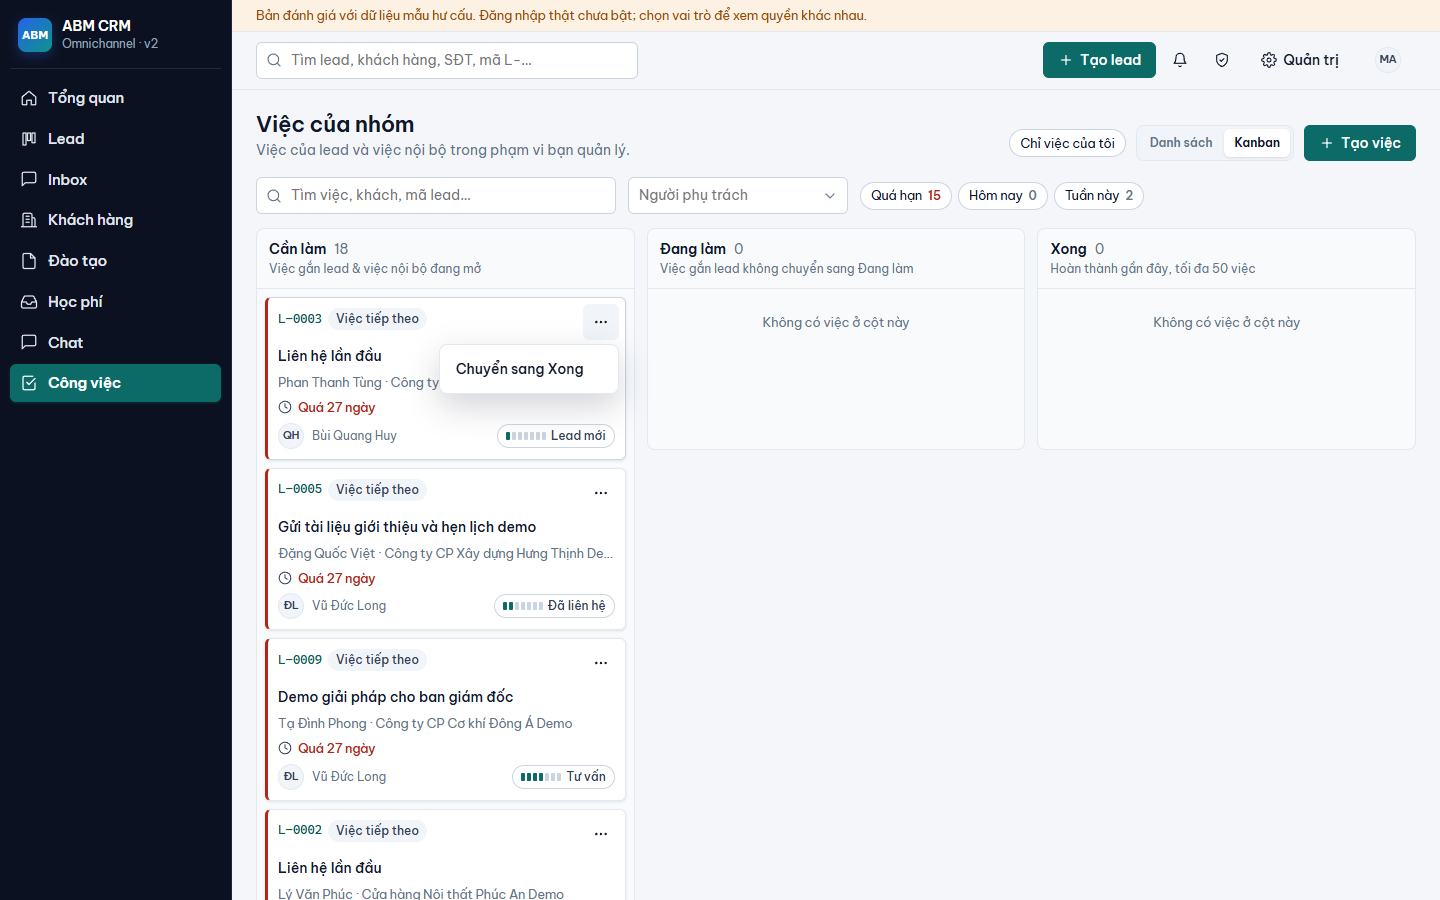 ABM
ABM CRM
Omnichannel · v2
Tổng quan
Lead
Inbox
Khách hàng
Đào tạo
Học phí
Chat
Công việc
Bản đánh giá với dữ liệu mẫu hư cấu. Đăng nhập thật chưa bật; chọn vai trò để xem quyền khác nhau.
Tìm lead, khách hàng, SĐT, mã L-...
Tạo lead
Quản trị
MA
Việc của nhóm
Việc của lead và việc nội bộ trong phạm vi bạn quản lý.
Chỉ việc của tôi
Danh sách
Kanban
Tạo việc
Tìm việc, khách, mã lead...
Người phụ trách
Quá hạn 15
Hôm nay 0
Tuần này 2
Cần làm 18
Việc gắn lead & việc nội bộ đang mở
L-0003 Việc tiếp theo
Liên hệ lần đầu
Chuyển sang Xong
Phan Thanh Tùng · Công ty
Quá 27 ngày
QH Bùi Quang Huy Lead mới
L-0005 Việc tiếp theo
Gửi tài liệu giới thiệu và hẹn lịch demo
Đặng Quốc Việt · Công ty CP Xây dựng Hưng Thịnh De...
Quá 27 ngày
ĐL Vũ Đức Long Đã liên hệ
L-0009 Việc tiếp theo
Demo giải pháp cho ban giám đốc
Tạ Đình Phong · Công ty CP Cơ khí Đông Á Demo
Quá 27 ngày
ĐL Vũ Đức Long Tư vấn
L-0002 Việc tiếp theo
Liên hệ lần đầu
Lý Văn Phúc · Cửa hàng Nội thất Phúc An Demo
Đang làm 0
Việc gắn lead không chuyển sang Đang làm
Không có việc ở cột này
Xong 0
Hoàn thành gần đây, tối đa 50 việc
Không có việc ở cột này